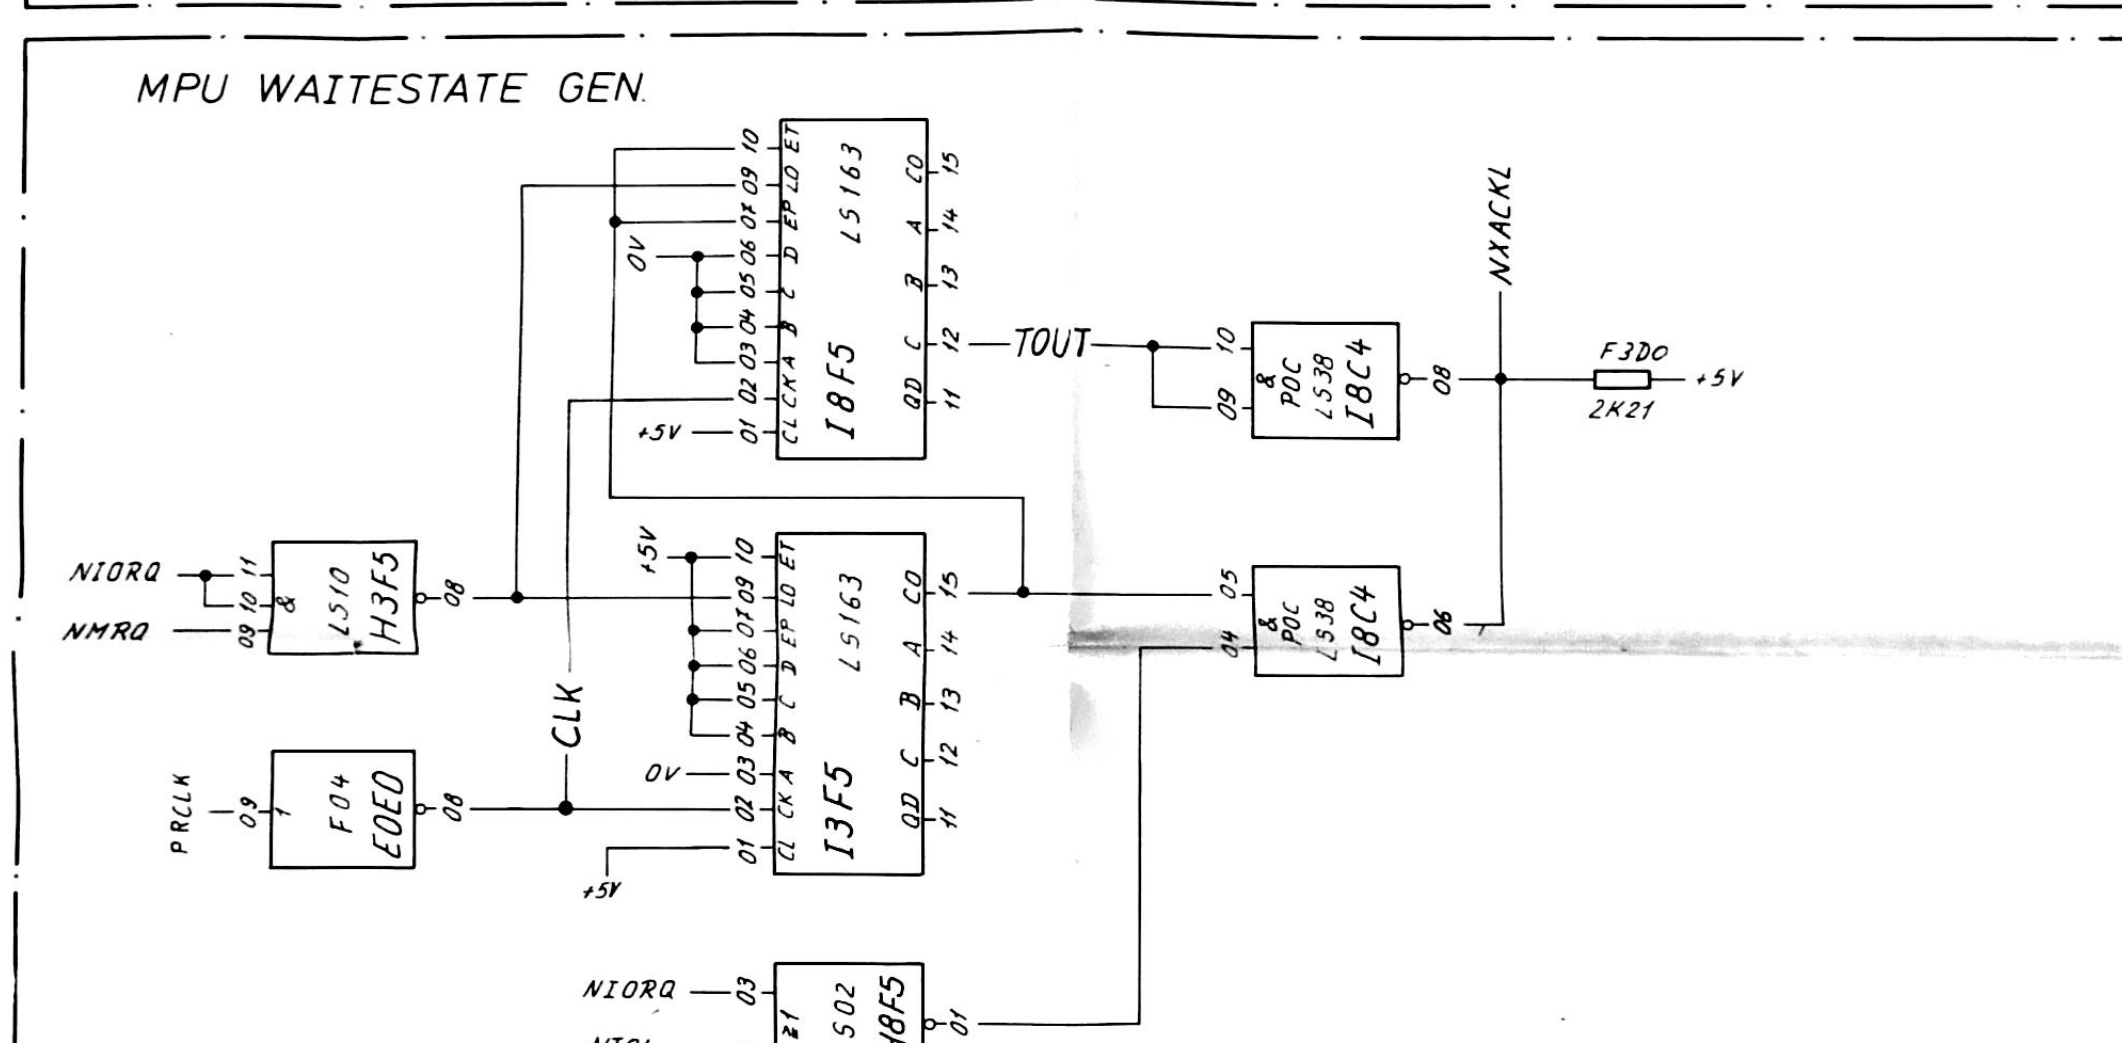 MPU WAITESTATE GEN.
10 ET
09 LO
07 EP
0V
06 D
05 C
04 B
03 A
02 CK
+5V
01 CL
LS163
I8F5
CO 15
A 14
B 13
C 12
QD 11
TOUT
10
09
&
POC
LS38
I8C4
08
NXACKL
F3D0
2K21
+5V
NIORQ
11
10
NMRQ
09
&
LS10
H3F5
08
CLK
PRCLK
09
1
F04
E0E0
08
+5V
10 ET
09 LO
07 EP
06 D
05 C
04 B
0V
03 A
02 CK
01 CL
+5V
LS163
I3F5
CO 15
A 14
B 13
C 12
QD 11
05
04
&
POC
LS38
I8C4
06
NIORQ
03
≥1
S02
01